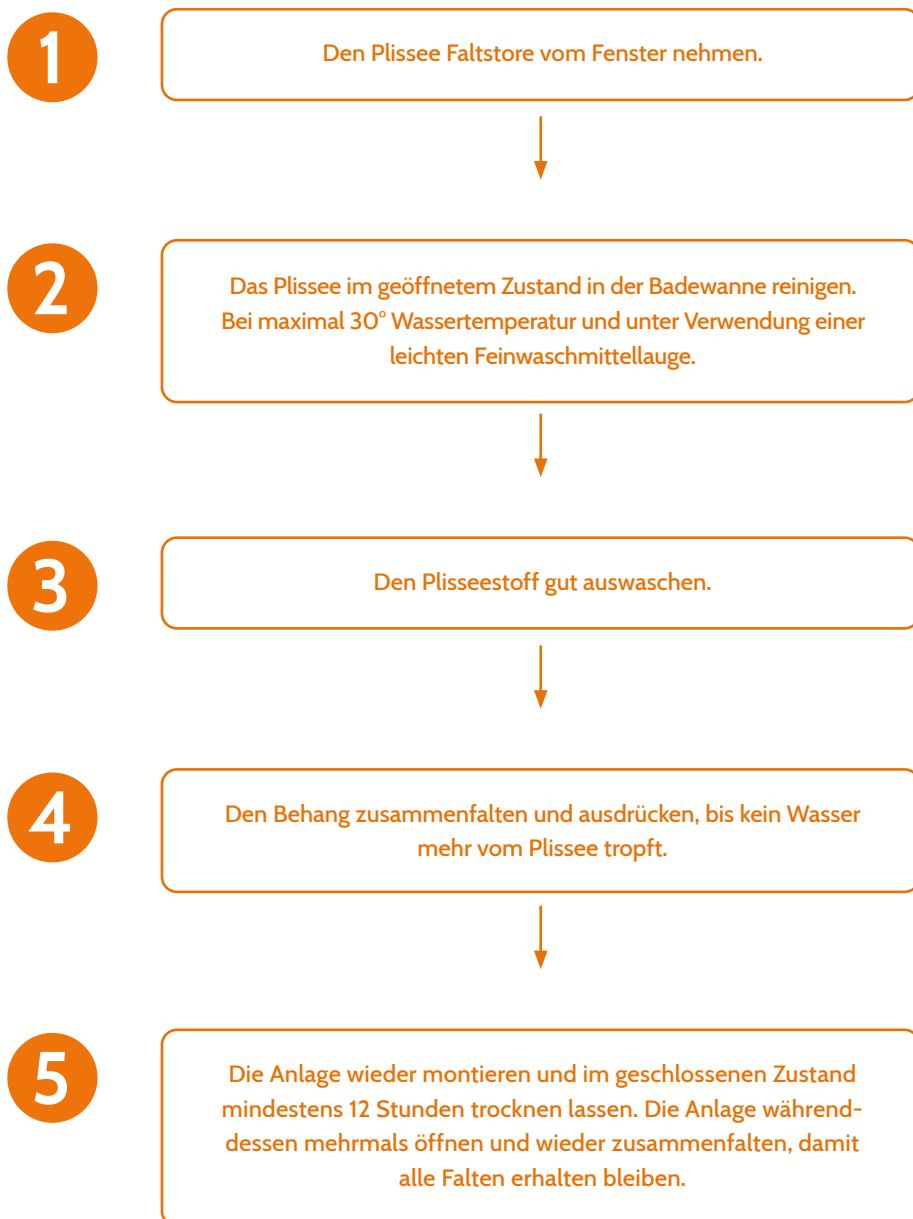 1
Den Plissee Faltstore vom Fenster nehmen.
2
Das Plissee im geöffnetem Zustand in der Badewanne reinigen.
Bei maximal 30° Wassertemperatur und unter Verwendung einer
leichten Feinwaschmittellauge.
3
Den Plisseestoff gut auswaschen.
4
Den Behang zusammenfalten und ausdrücken, bis kein Wasser
mehr vom Plissee tropft.
5
Die Anlage wieder montieren und im geschlossenen Zustand
mindestens 12 Stunden trocknen lassen. Die Anlage während-
dessen mehrmals öffnen und wieder zusammenfalten, damit
alle Falten erhalten bleiben.